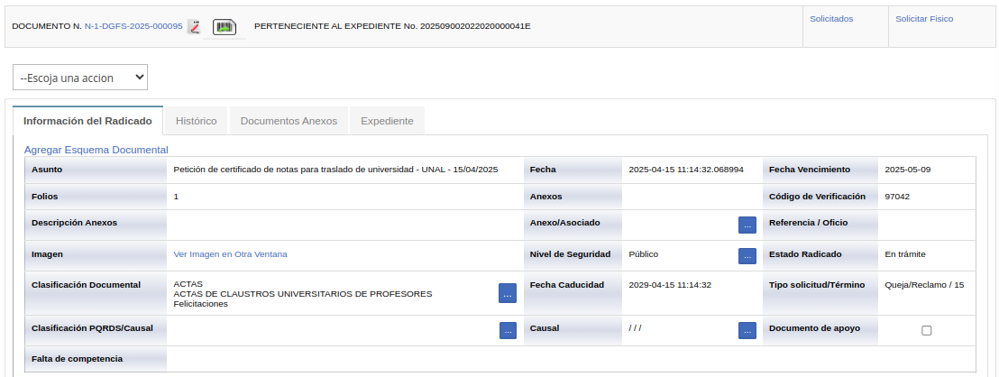 DOCUMENTO N. N-1-DGFS-2025-000095 PERTENECIENTE AL EXPEDIENTE No. 202509002022020000041E Solicitados Solicitar Fisico
--Escoja una accion
Información del Radicado Histórico Documentos Anexos Expediente
Agregar Esquema Documental
Asunto Petición de certificado de notas para traslado de universidad - UNAL - 15/04/2025 Fecha 2025-04-15 11:14:32.068994 Fecha Vencimiento 2025-05-09
Folios 1 Anexos Código de Verificación 97042
Descripción Anexos Anexo/Asociado ... Referencia / Oficio
Imagen Ver Imagen en Otra Ventana Nivel de Seguridad Público ... Estado Radicado En trámite
Clasificación Documental ACTAS
ACTAS DE CLAUSTROS UNIVERSITARIOS DE PROFESORES
Felicitaciones
... Fecha Caducidad 2029-04-15 11:14:32 Tipo solicitud/Término Queja/Reclamo / 15
Clasificación PQRDS/Causal ... Causal / / / ... Documento de apoyo
Falta de competencia